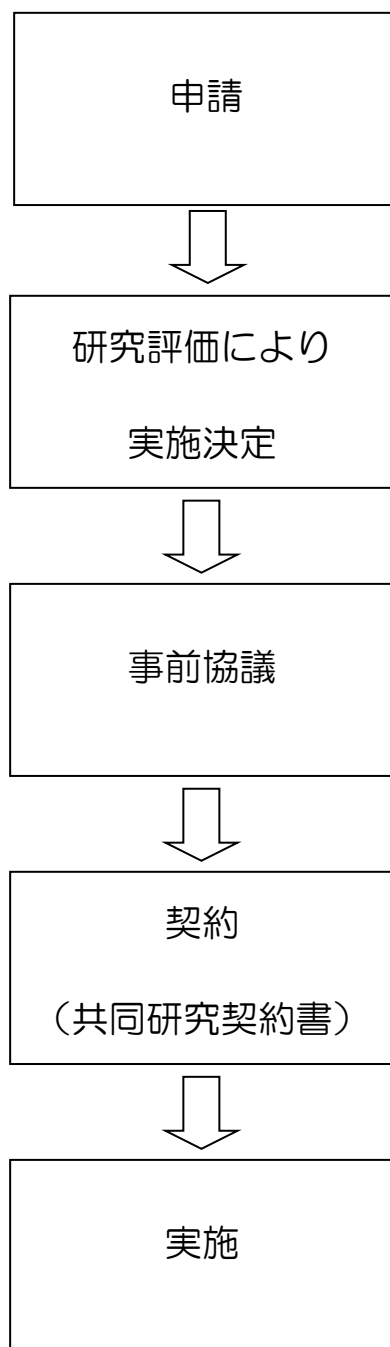 申請
研究評価により
実施決定
事前協議
契約
（共同研究契約書）
実施